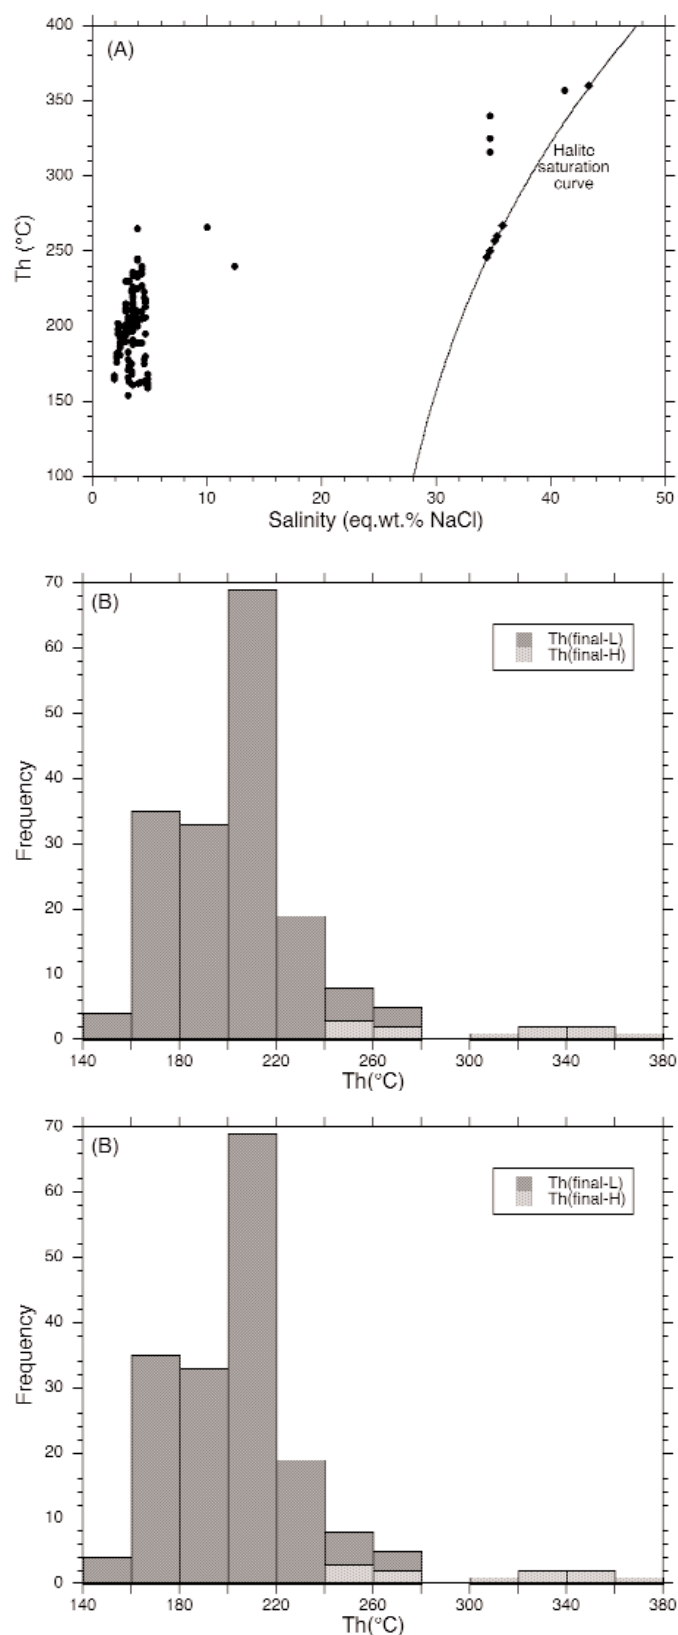 (A)
400
350
300
250
200
150
100
Th (°C)
Halite
saturation
curve
0 10 20 30 40 50
Salinity (eq.wt.% NaCl)
(B)
70
60
50
40
30
20
10
0
Frequency
Th(final-L)
Th(final-H)
140 180 220 260 300 340 380
Th(°C)
(B)
70
60
50
40
30
20
10
0
Frequency
Th(final-L)
Th(final-H)
140 180 220 260 300 340 380
Th(°C)